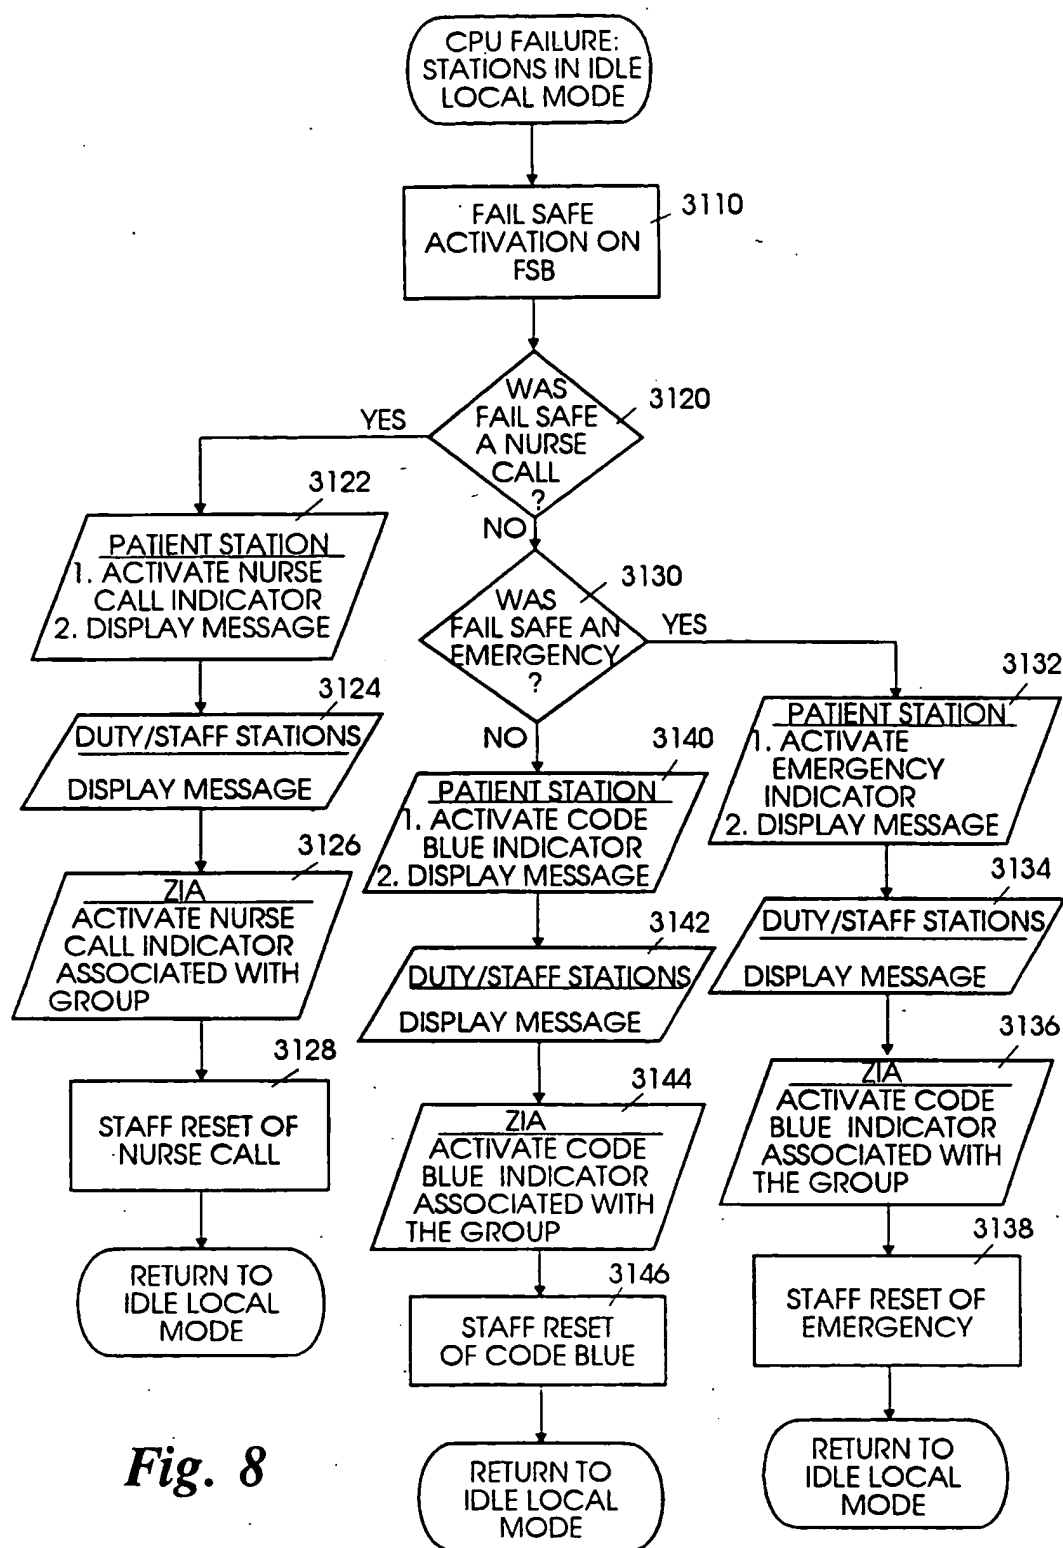 CPU FAILURE:
STATIONS IN IDLE
LOCAL MODE
3110
FAIL SAFE
ACTIVATION ON
FSB
3120
WAS
FAIL SAFE
A NURSE
CALL
?
YES
NO
3122
PATIENT STATION
1. ACTIVATE NURSE
CALL INDICATOR
2. DISPLAY MESSAGE
3124
DUTY/STAFF STATIONS
DISPLAY MESSAGE
3126
ZIA
ACTIVATE NURSE
CALL INDICATOR
ASSOCIATED WITH
GROUP
3128
STAFF RESET OF
NURSE CALL
RETURN TO
IDLE LOCAL
MODE
3130
WAS
FAIL SAFE AN
EMERGENCY
?
YES
NO
3140
PATIENT STATION
1. ACTIVATE CODE
BLUE INDICATOR
2. DISPLAY MESSAGE
3142
DUTY/STAFF STATIONS
DISPLAY MESSAGE
3144
ZIA
ACTIVATE CODE
BLUE INDICATOR
ASSOCIATED WITH
THE GROUP
3146
STAFF RESET
OF CODE BLUE
RETURN TO
IDLE LOCAL
MODE
3132
PATIENT STATION
1. ACTIVATE
EMERGENCY
INDICATOR
2. DISPLAY MESSAGE
3134
DUTY/STAFF STATIONS
DISPLAY MESSAGE
3136
ZIA
ACTIVATE CODE
BLUE INDICATOR
ASSOCIATED WITH
THE GROUP
3138
STAFF RESET OF
EMERGENCY
RETURN TO
IDLE LOCAL
MODE
Fig. 8